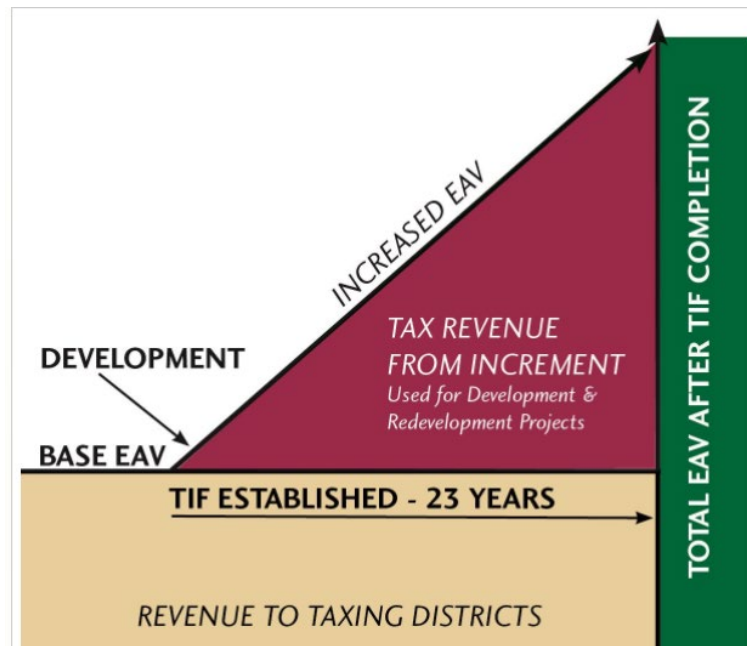 INCREASED EAV
TAX REVENUE
FROM INCREMENT
Used for Development &
Redevelopment Projects
DEVELOPMENT
BASE EAV
TIF ESTABLISHED - 23 YEARS
REVENUE TO TAXING DISTRICTS
TOTAL EAV AFTER TIF COMPLETION